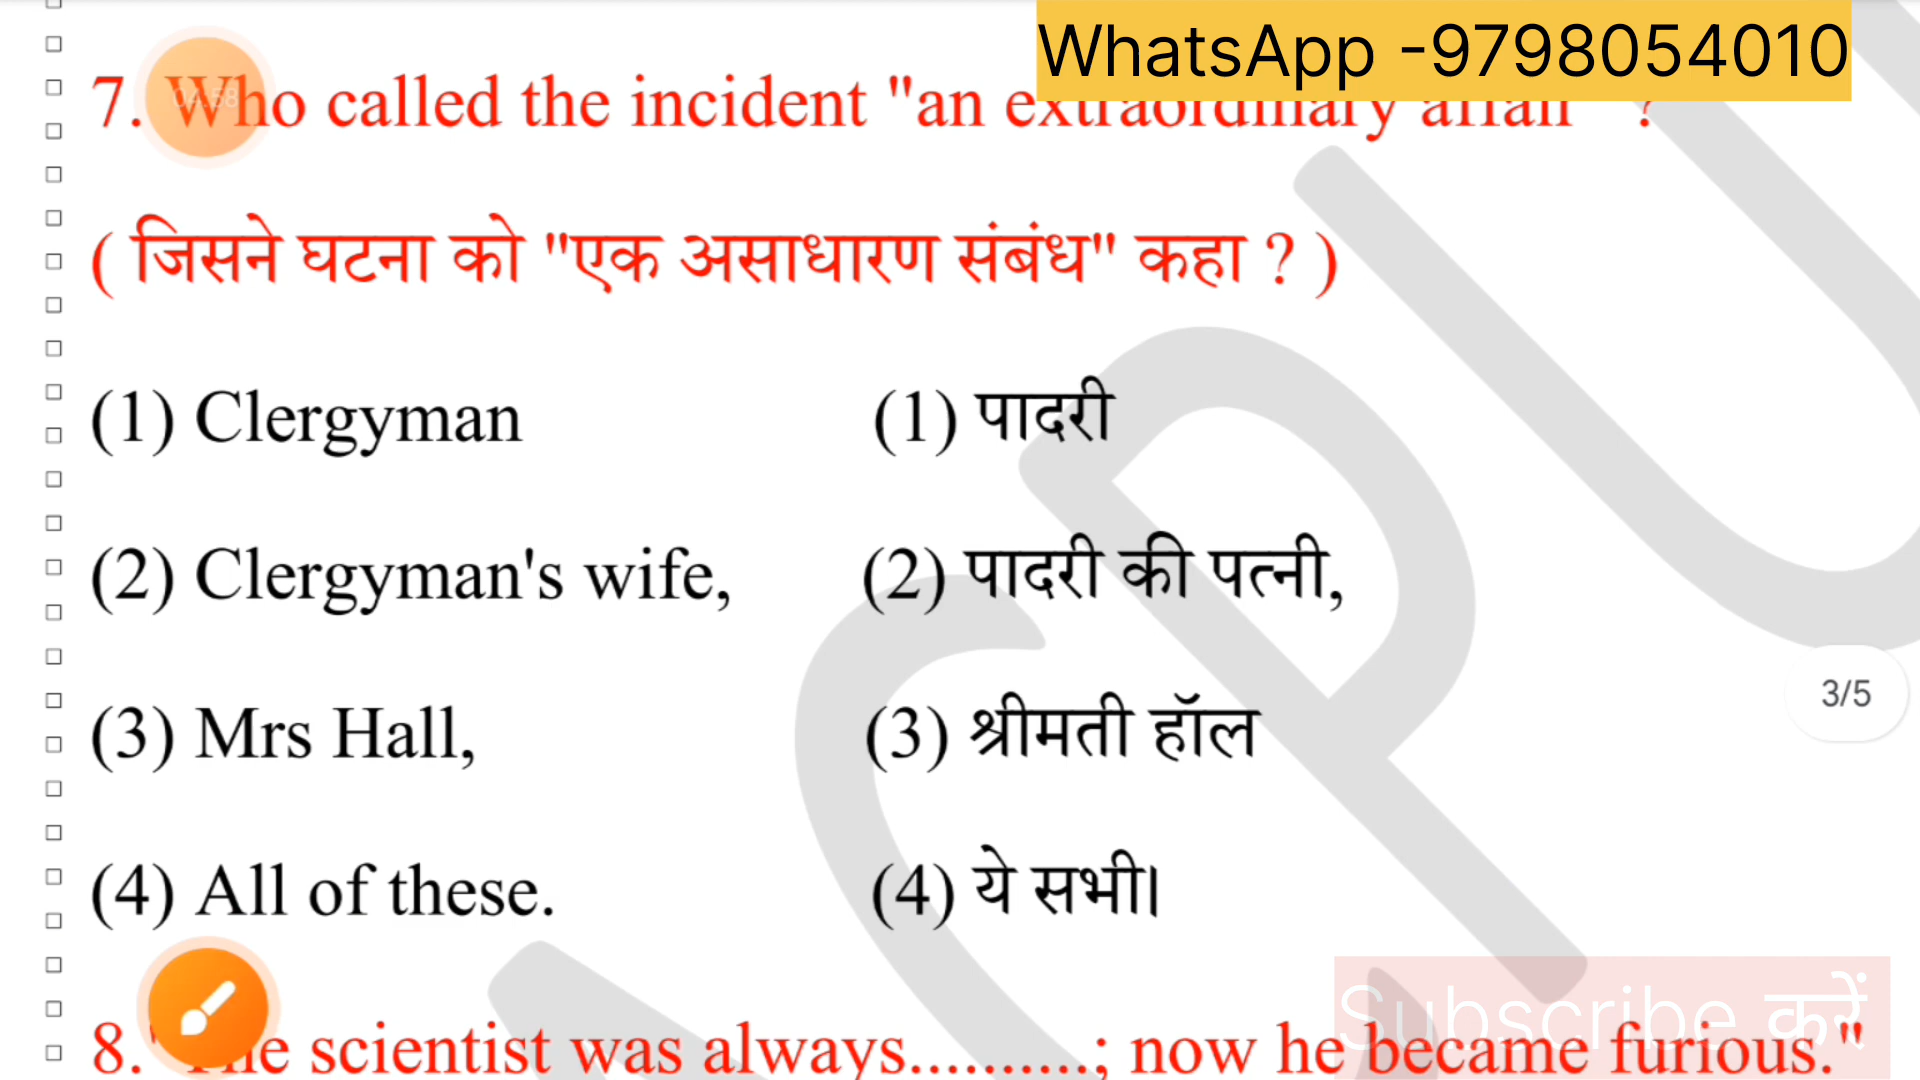 WhatsApp -9798054010
04:58
7. Who called the incident "an extraordinary affair" ?
( जिसने घटना को "एक असाधारण संबंध" कहा ? )
(1) Clergyman (1) पादरी
(2) Clergyman's wife, (2) पादरी की पत्नी,
(3) Mrs Hall, (3) श्रीमती हॉल
3/5
(4) All of these. (4) ये सभी।
Subscribe करें
8."The scientist was always..........; now he became furious."